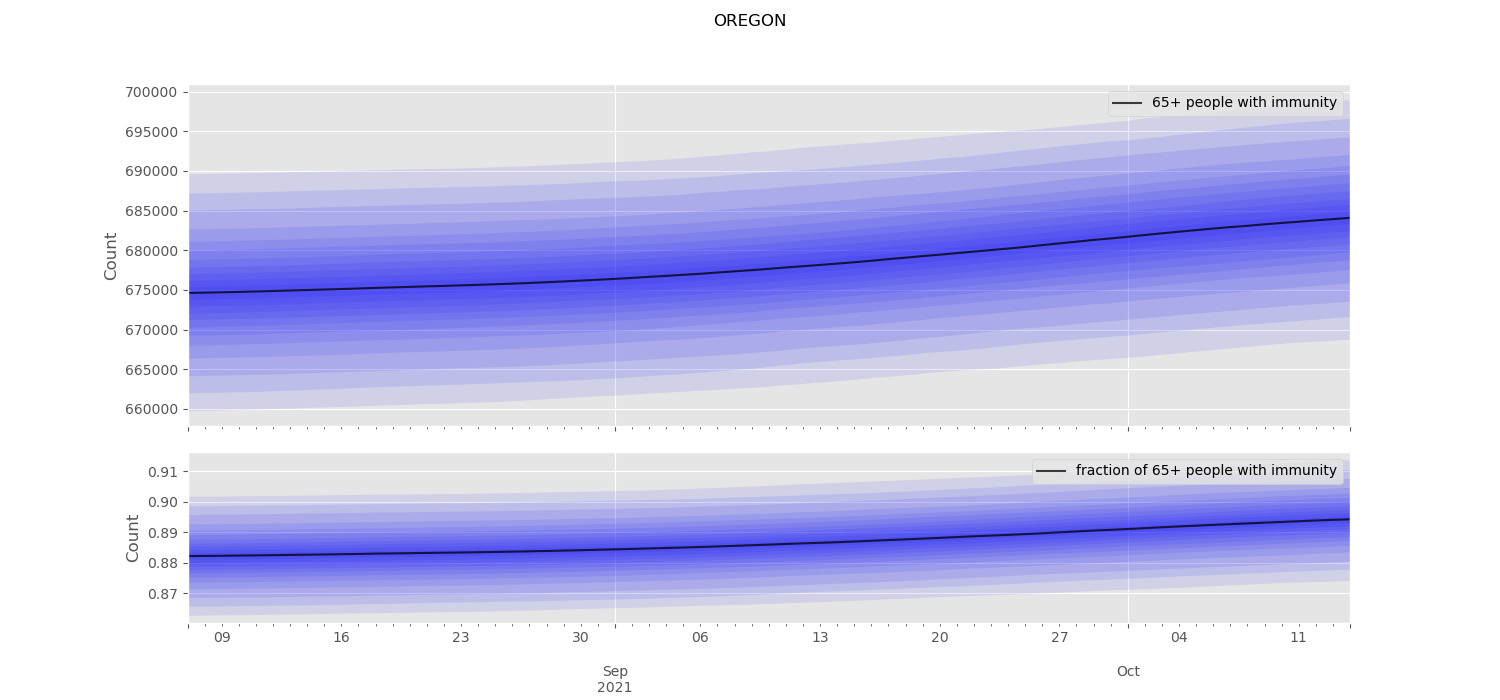 OREGON
700000
695000
690000
685000
680000
675000
670000
665000
660000
Count
65+ people with immunity
0.91
0.90
0.89
0.88
0.87
Count
fraction of 65+ people with immunity
09 16 23 30 06 13 20 27 04 11
Sep Oct
2021